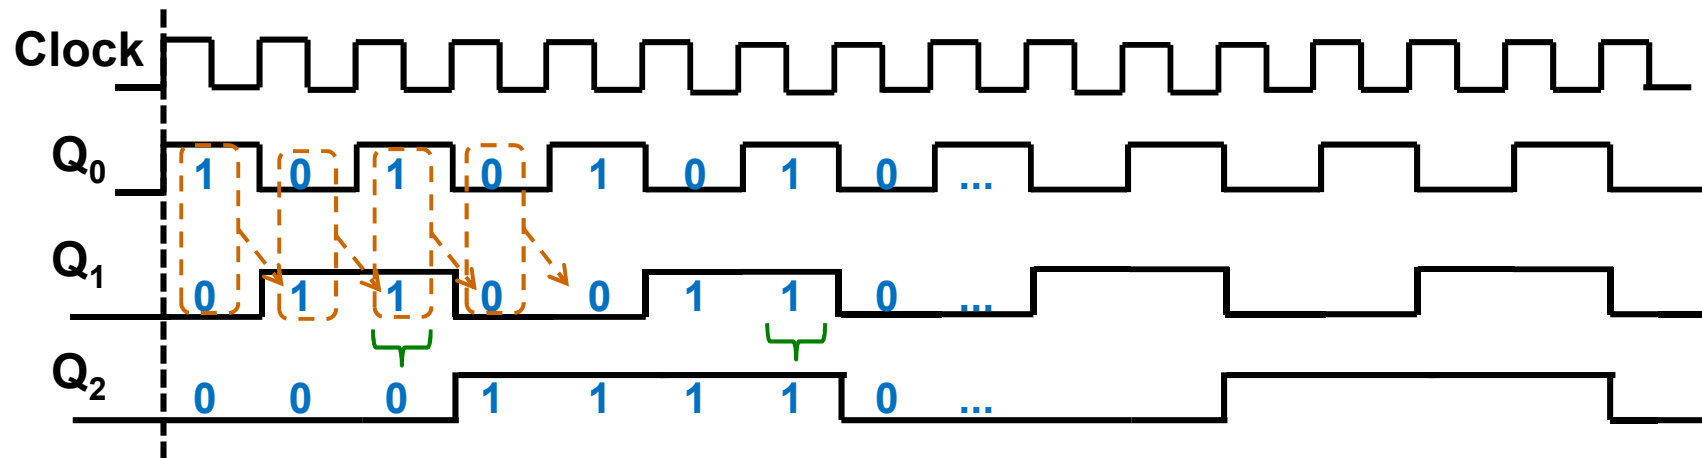 Clock
Q0 1 0 1 0 1 0 1 0 ...
Q1 0 1 1 0 0 1 1 0 ...
Q2 0 0 0 1 1 1 1 0 ...